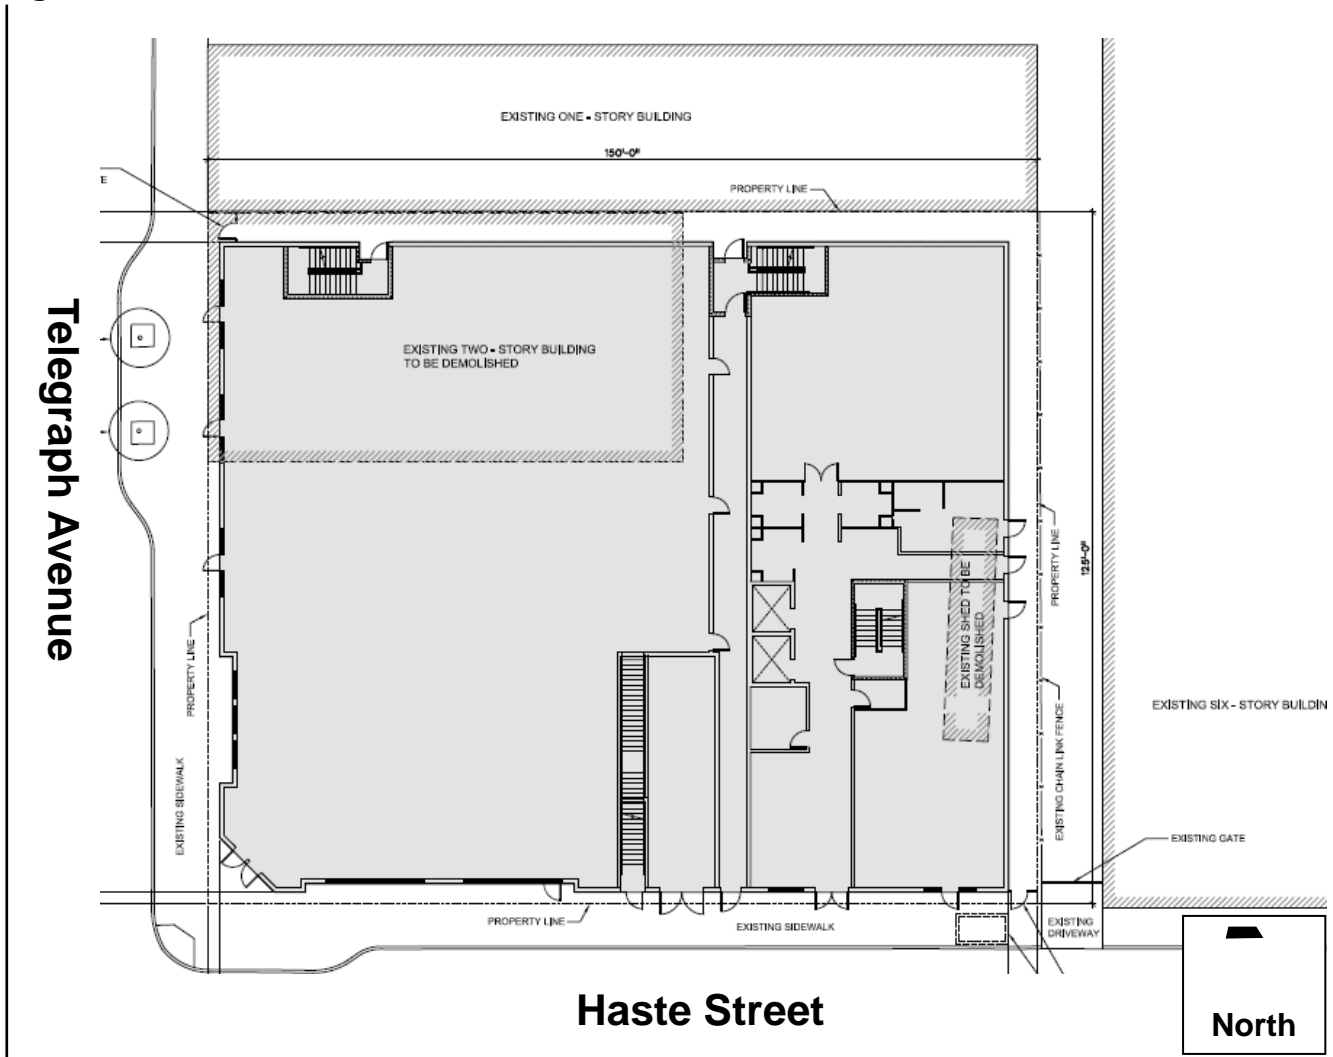 EXISTING ONE - STORY BUILDING
150'-0"
PROPERTY LINE
EXISTING TWO - STORY BUILDING
TO BE DEMOLISHED
Telegraph Avenue
PROPERTY LINE
EXISTING SIDEWALK
EXISTING SHED TO BE
DEMOLISHED
PROPERTY LINE
125'-0"
EXISTING CHAIN LINK FENCE
EXISTING SIX - STORY
EXISTING GATE
PROPERTY LINE
EXISTING SIDEWALK
EXISTING
DRIVEWAY
Haste Street
North